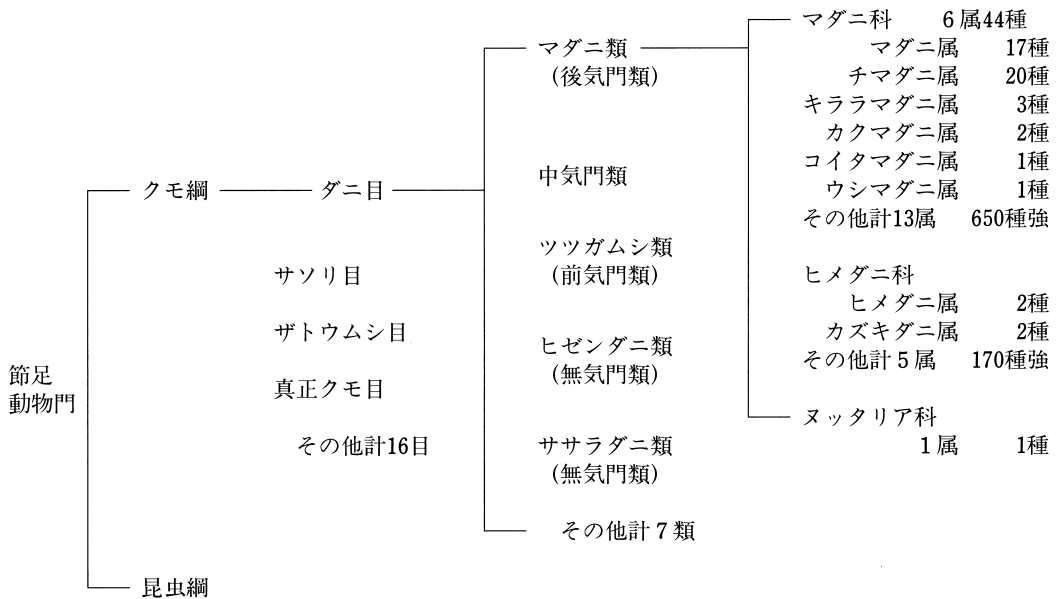 節足
動物門
クモ綱
昆虫綱
ダニ目
サソリ目
ザトウムシ目
真正クモ目
その他計16目
マダニ類
(後気門類)
中気門類
ツツガムシ類
(前気門類)
ヒゼンダニ類
(無気門類)
ササラダニ類
(無気門類)
その他計7類
マダニ科 6属44種
マダニ属 17種
チマダニ属 20種
キララマダニ属 3種
カクマダニ属 2種
コイタマダニ属 1種
ウシマダニ属 1種
その他計13属 650種強
ヒメダニ科
ヒメダニ属 2種
カズキダニ属 2種
その他計5属 170種強
ヌッタリア科
1属 1種